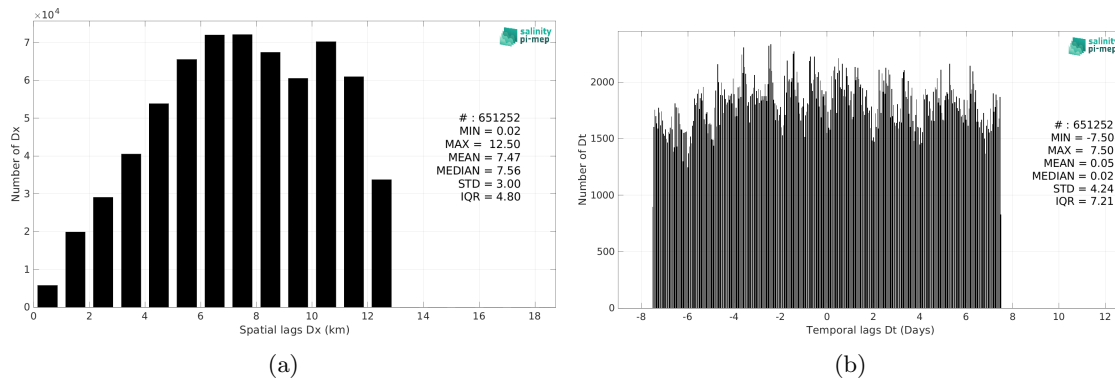 ×10⁴
7
6
5
4
3
2
1
0
Number of Dx
0 2 4 6 8 10 12 14 16 18
Spatial lags Dx (km)
salinity
pi-mep
# : 651252
MIN = 0.02
MAX = 12.50
MEAN = 7.47
MEDIAN = 7.56
STD = 3.00
IQR = 4.80
(a)
2000
1500
1000
500
0
Number of Dt
-8 -6 -4 -2 0 2 4 6 8 10 12
Temporal lags Dt (Days)
salinity
pi-mep
# : 651252
MIN = -7.50
MAX = 7.50
MEAN = 0.05
MEDIAN = 0.02
STD = 4.24
IQR = 7.21
(b)